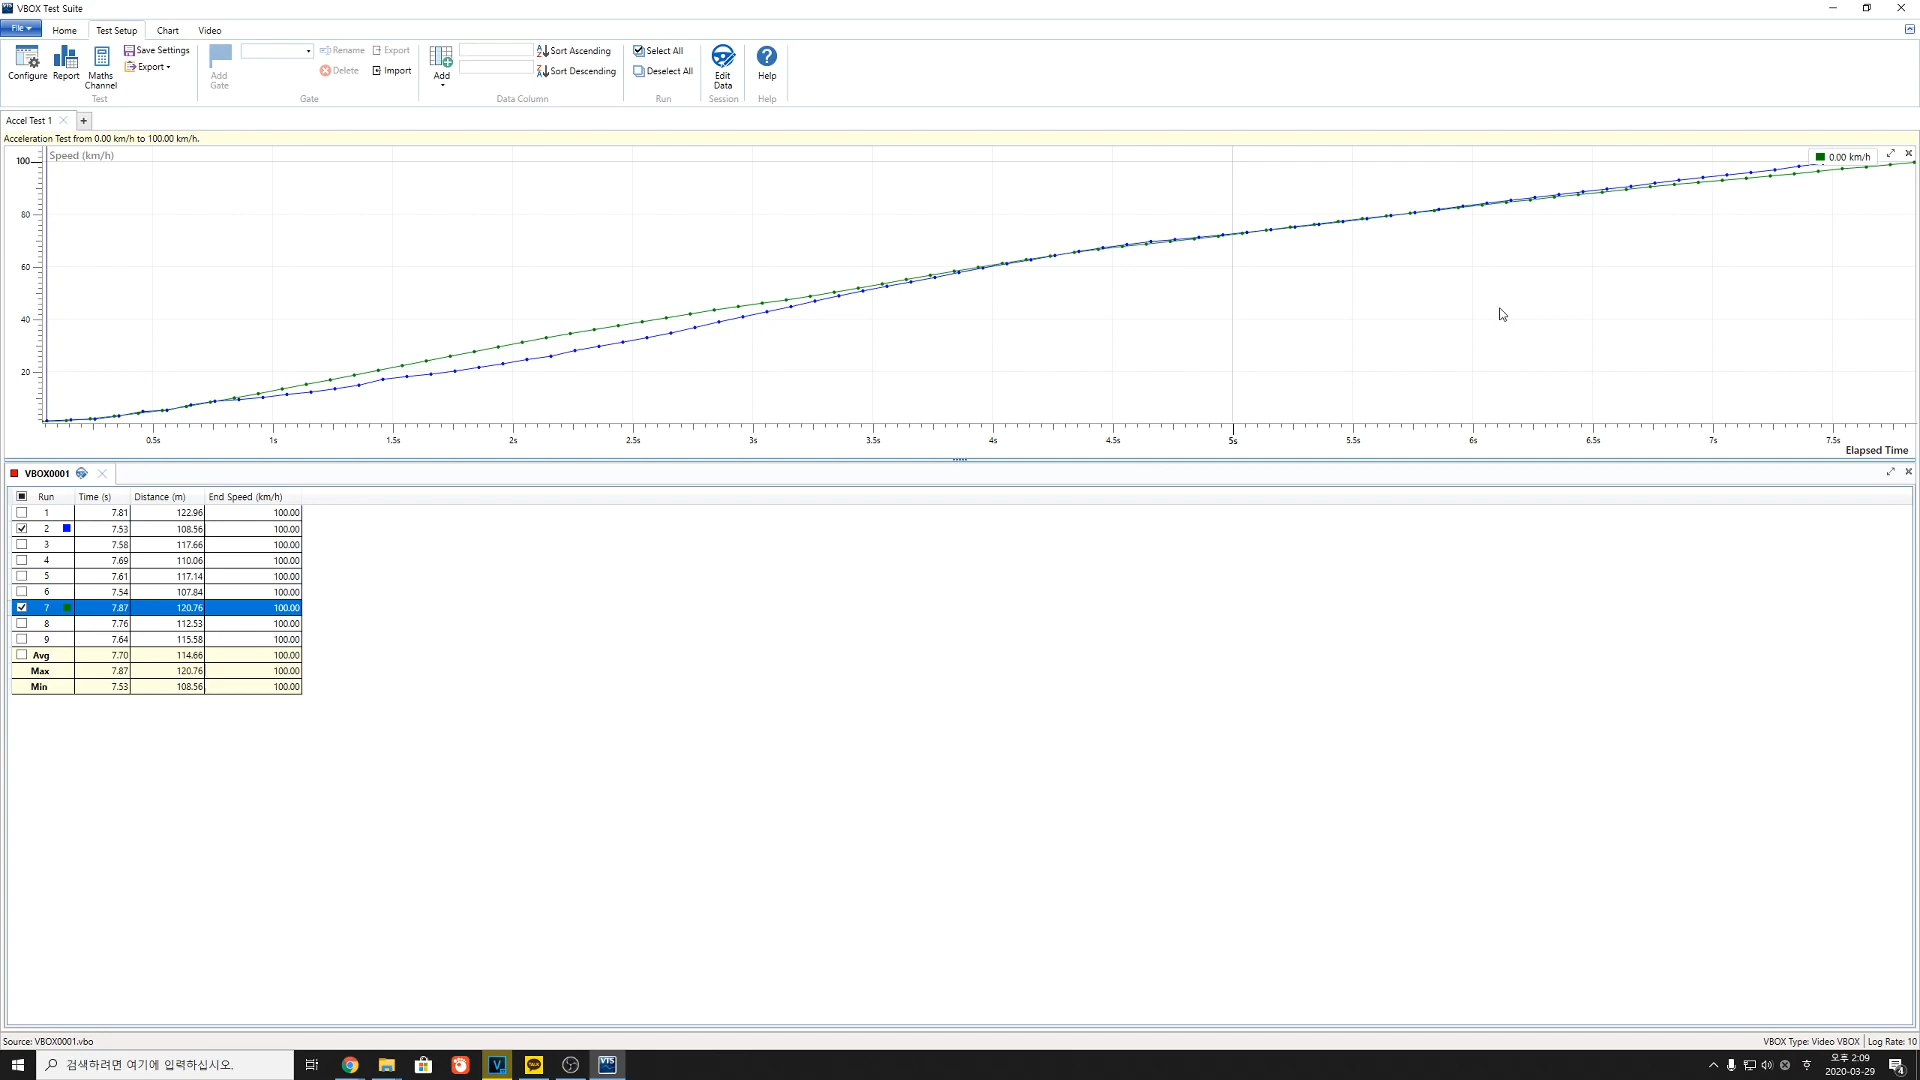 VBOX Test Suite
File Home Test Setup Chart Video
Configure Report Maths Channel Save Settings Export
Test
Add Gate Rename Export Delete Import
Gate
Add Sort Ascending Sort Descending
Data Column
Select All Deselect All
Run
Edit Data
Session
Help
Help
Accel Test 1
Acceleration Test from 0.00 km/h to 100.00 km/h.
Speed (km/h)
0.00 km/h
100
80
60
40
20
0.5s 1s 1.5s 2s 2.5s 3s 3.5s 4s 4.5s 5s 5.5s 6s 6.5s 7s 7.5s
Elapsed Time
VBOX0001
Run Time (s) Distance (m) End Speed (km/h)
1 7.81 122.96 100.00
2 7.53 108.56 100.00
3 7.58 117.66 100.00
4 7.69 110.06 100.00
5 7.61 117.14 100.00
6 7.54 107.84 100.00
7 7.87 120.76 100.00
8 7.76 112.53 100.00
9 7.64 115.58 100.00
Avg 7.70 114.66 100.00
Max 7.87 120.76 100.00
Min 7.53 108.56 100.00
Source: VBOX0001.vbo
VBOX Type: Video VBOX Log Rate: 10
검색하려면 여기에 입력하십시오.
TALK
VTS
후
오후 2:09
2020-03-29
4